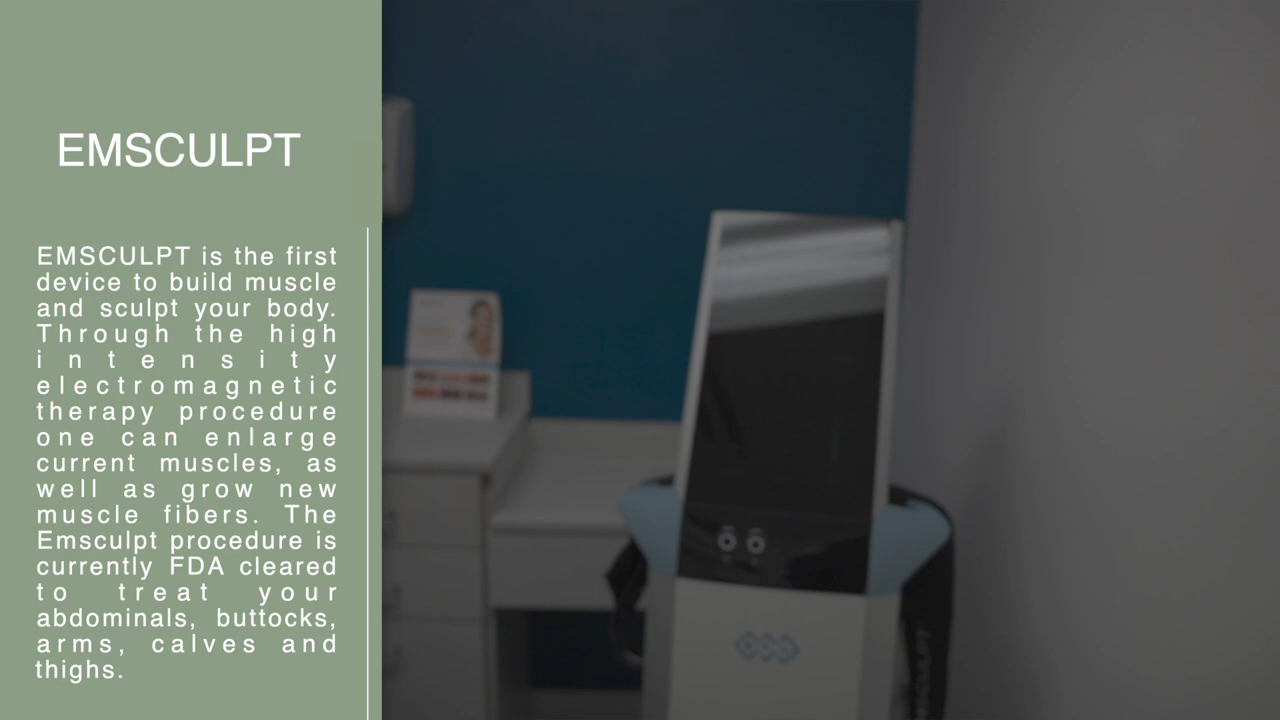 EMSCULPT
EMSCULPT is the first
device to build muscle
and sculpt your body.
Through the high
intensity
electromagnetic
therapy procedure
one can enlarge
current muscles, as
well as grow new
muscle fibers. The
Emsculpt procedure is
currently FDA cleared
to treat your
abdominals, buttocks,
arms, calves and
thighs.